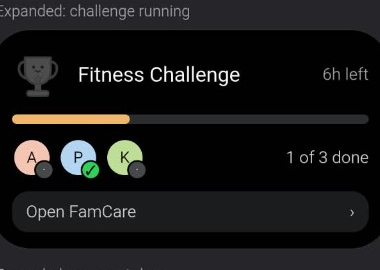 Expanded: challenge running
Fitness Challenge
6h left
A P K
1 of 3 done
Open FamCare